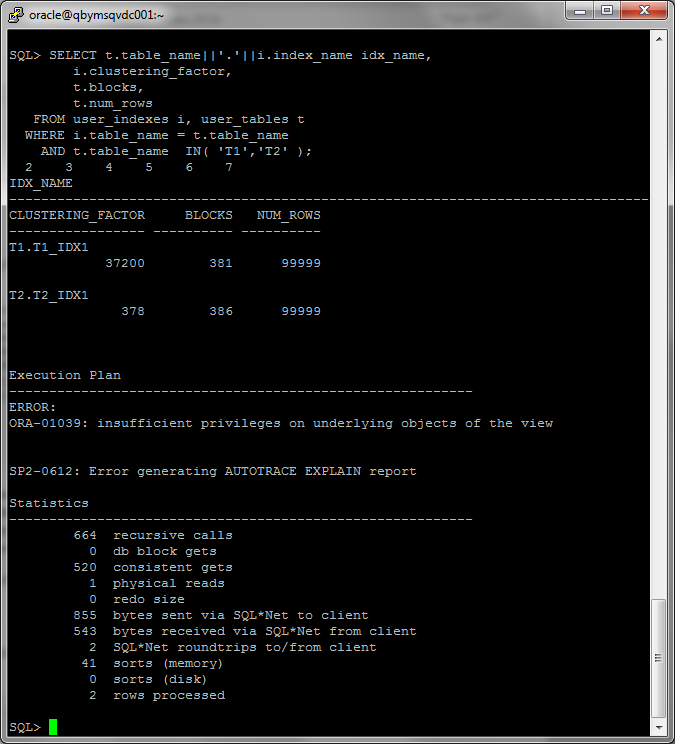 oracle@qbymsqvdc001:~
SQL> SELECT t.table_name||'.'||i.index_name idx_name,
        i.clustering_factor,
        t.blocks,
        t.num_rows
   FROM user_indexes i, user_tables t
  WHERE i.table_name = t.table_name
    AND t.table_name  IN( 'T1','T2' );
  2    3    4    5    6    7
IDX_NAME
--------------------------------------------------------------------------------
CLUSTERING_FACTOR     BLOCKS   NUM_ROWS
----------------- ---------- ----------
T1.T1_IDX1
            37200        381      99999
T2.T2_IDX1
              378        386      99999
Execution Plan
----------------------------------------------------------
ERROR:
ORA-01039: insufficient privileges on underlying objects of the view
SP2-0612: Error generating AUTOTRACE EXPLAIN report
Statistics
----------------------------------------------------------
        664  recursive calls
          0  db block gets
        520  consistent gets
          1  physical reads
          0  redo size
        855  bytes sent via SQL*Net to client
        543  bytes received via SQL*Net from client
          2  SQL*Net roundtrips to/from client
         41  sorts (memory)
          0  sorts (disk)
          2  rows processed
SQL>